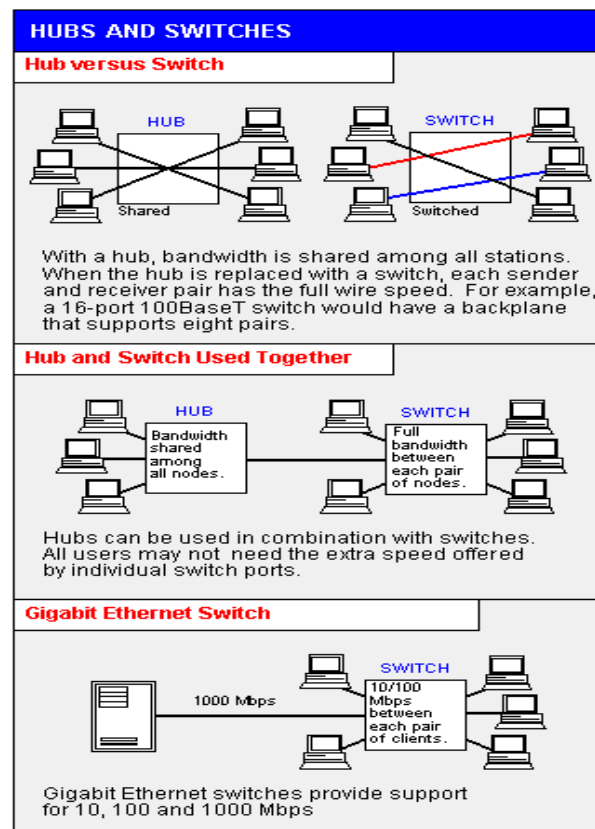 HUBS AND SWITCHES
Hub versus Switch
HUB
Shared
SWITCH
Switched
With a hub, bandwidth is shared among all stations.
When the hub is replaced with a switch, each sender
and receiver pair has the full wire speed. For example,
a 16-port 100BaseT switch would have a backplane
that supports eight pairs.
Hub and Switch Used Together
HUB
Bandwidth
shared
among
all nodes.
SWITCH
Full
bandwidth
between
each pair
of nodes.
Hubs can be used in combination with switches.
All users may not need the extra speed offered
by individual switch ports.
Gigabit Ethernet Switch
1000 Mbps
SWITCH
10/100
Mbps
between
each pair
of clients.
Gigabit Ethernet switches provide support
for 10, 100 and 1000 Mbps